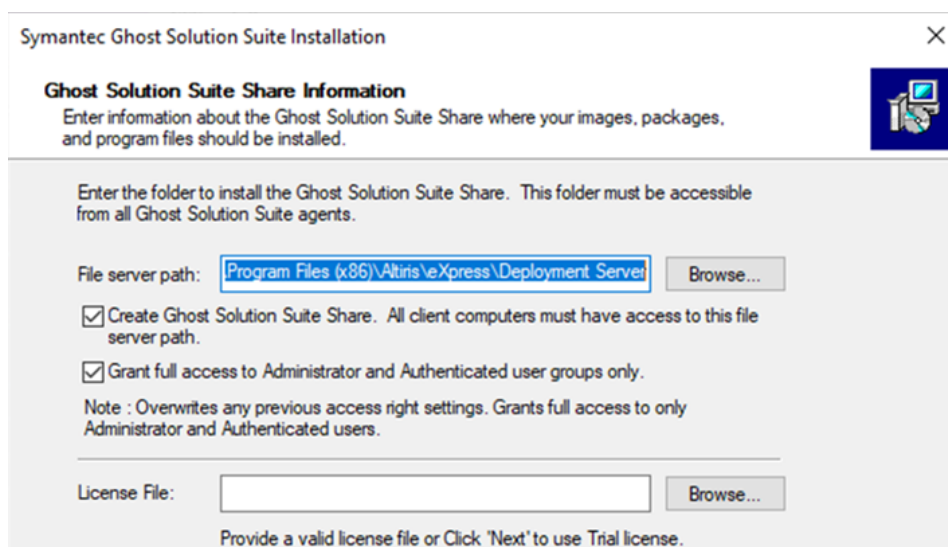 Symantec Ghost Solution Suite Installation
Ghost Solution Suite Share Information
Enter information about the Ghost Solution Suite Share where your images, packages,
and program files should be installed.
Enter the folder to install the Ghost Solution Suite Share. This folder must be accessible
from all Ghost Solution Suite agents.
File server path: Program Files (x86)\Altiris\eXpress\Deployment Server Browse...
Create Ghost Solution Suite Share. All client computers must have access to this file
server path.
Grant full access to Administrator and Authenticated user groups only.
Note : Overwrites any previous access right settings. Grants full access to only
Administrator and Authenticated users.
License File: Browse...
Provide a valid license file or Click 'Next' to use Trial license.